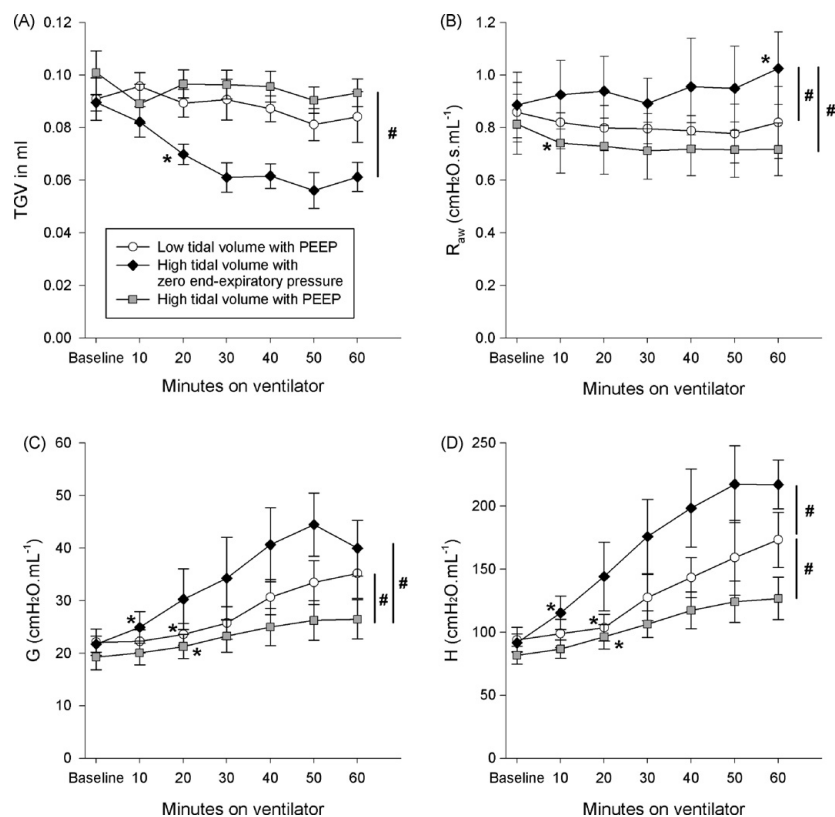 (A)
0.12
0.10
0.08
0.06
0.04
0.02
0.00
TGV in ml
*
#
Low tidal volume with PEEP
High tidal volume with
zero end-expiratory pressure
High tidal volume with PEEP
Baseline 10 20 30 40 50 60
Minutes on ventilator
(B)
1.2
1.0
0.8
0.6
0.4
0.2
0.0
Raw (cmH2O.s.mL-1)
*
*
#
#
Baseline 10 20 30 40 50 60
Minutes on ventilator
(C)
60
50
40
30
20
10
0
G (cmH2O.mL-1)
*
*
*
#
#
Baseline 10 20 30 40 50 60
Minutes on ventilator
(D)
250
200
150
100
50
0
H (cmH2O.mL-1)
*
*
*
#
#
Baseline 10 20 30 40 50 60
Minutes on ventilator